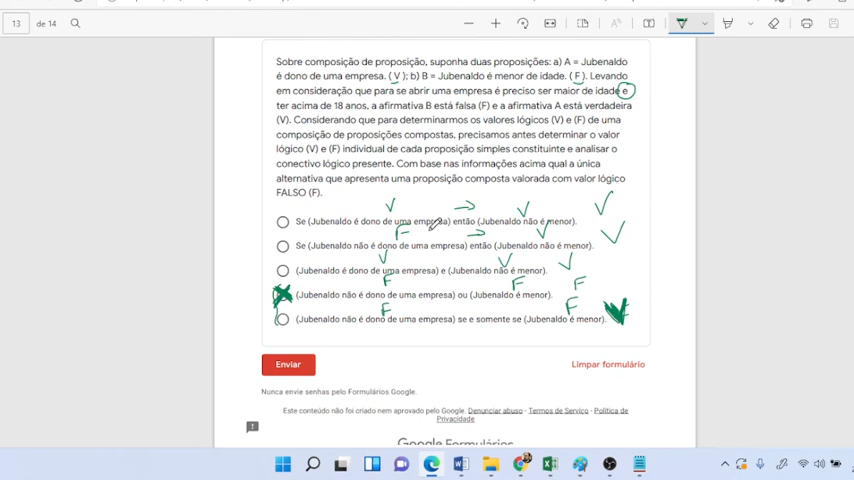 13 de 14
Sobre composição de proposição, suponha duas proposições: a) A = Jubenaldo
é dono de uma empresa. ( V ); b) B = Jubenaldo é menor de idade. ( F ). Levando
em consideração que para se abrir uma empresa é preciso ser maior de idade e
ter acima de 18 anos, a afirmativa B está falsa (F) e a afirmativa A está verdadeira
(V). Considerando que para determinarmos os valores lógicos (V) e (F) de uma
composição de proposições compostas, precisamos antes determinar o valor
lógico (V) e (F) individual de cada proposição simples constituinte e analisar o
conectivo lógico presente. Com base nas informações acima qual a única
alternativa que apresenta uma proposição composta valorada com valor lógico
FALSO (F).
V → V V
Se (Jubenaldo é dono de uma empresa) então (Jubenaldo não é menor).
F → V V
Se (Jubenaldo não é dono de uma empresa) então (Jubenaldo não é menor).
V V V
(Jubenaldo é dono de uma empresa) e (Jubenaldo não é menor).
F F F
(Jubenaldo não é dono de uma empresa) ou (Jubenaldo é menor).
F F V
(Jubenaldo não é dono de uma empresa) se e somente se (Jubenaldo é menor).
Enviar Limpar formulário
Nunca envie senhas pelo Formulários Google.
Este conteúdo não foi criado nem aprovado pelo Google. Denunciar abuso - Termos de Serviço - Política de
Privacidade
Google Formulários